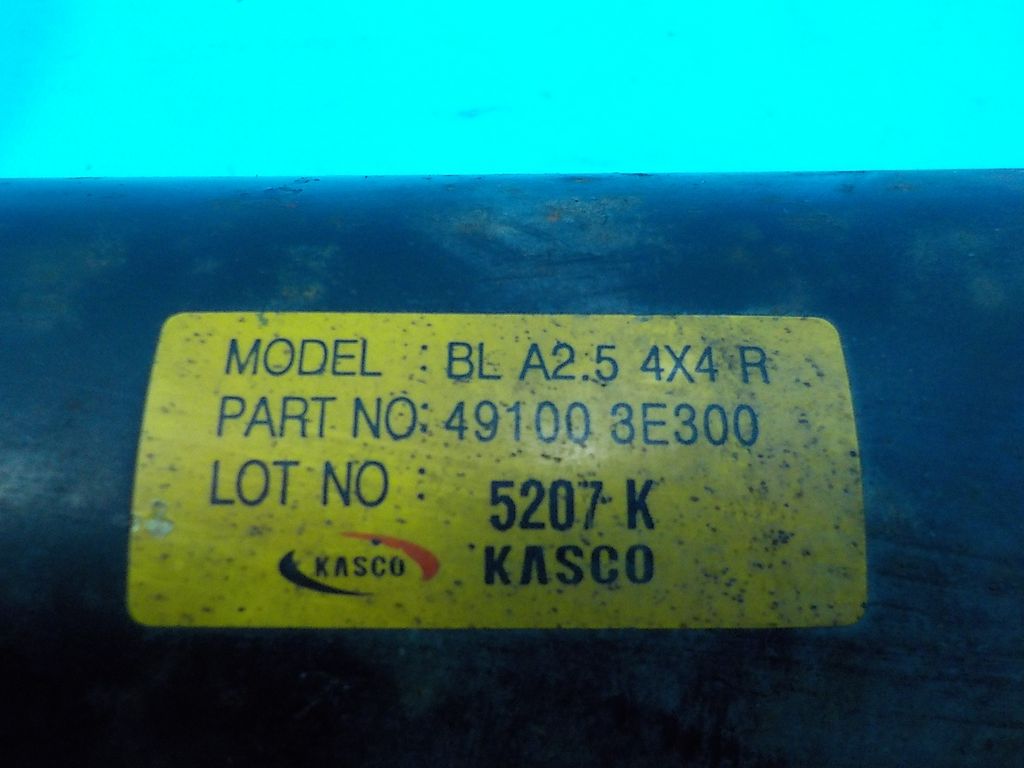 MODEL : BL A2.5 4X4 R
PART NO: 49100 3E300
LOT NO : 5207 K
KASCO KASCO